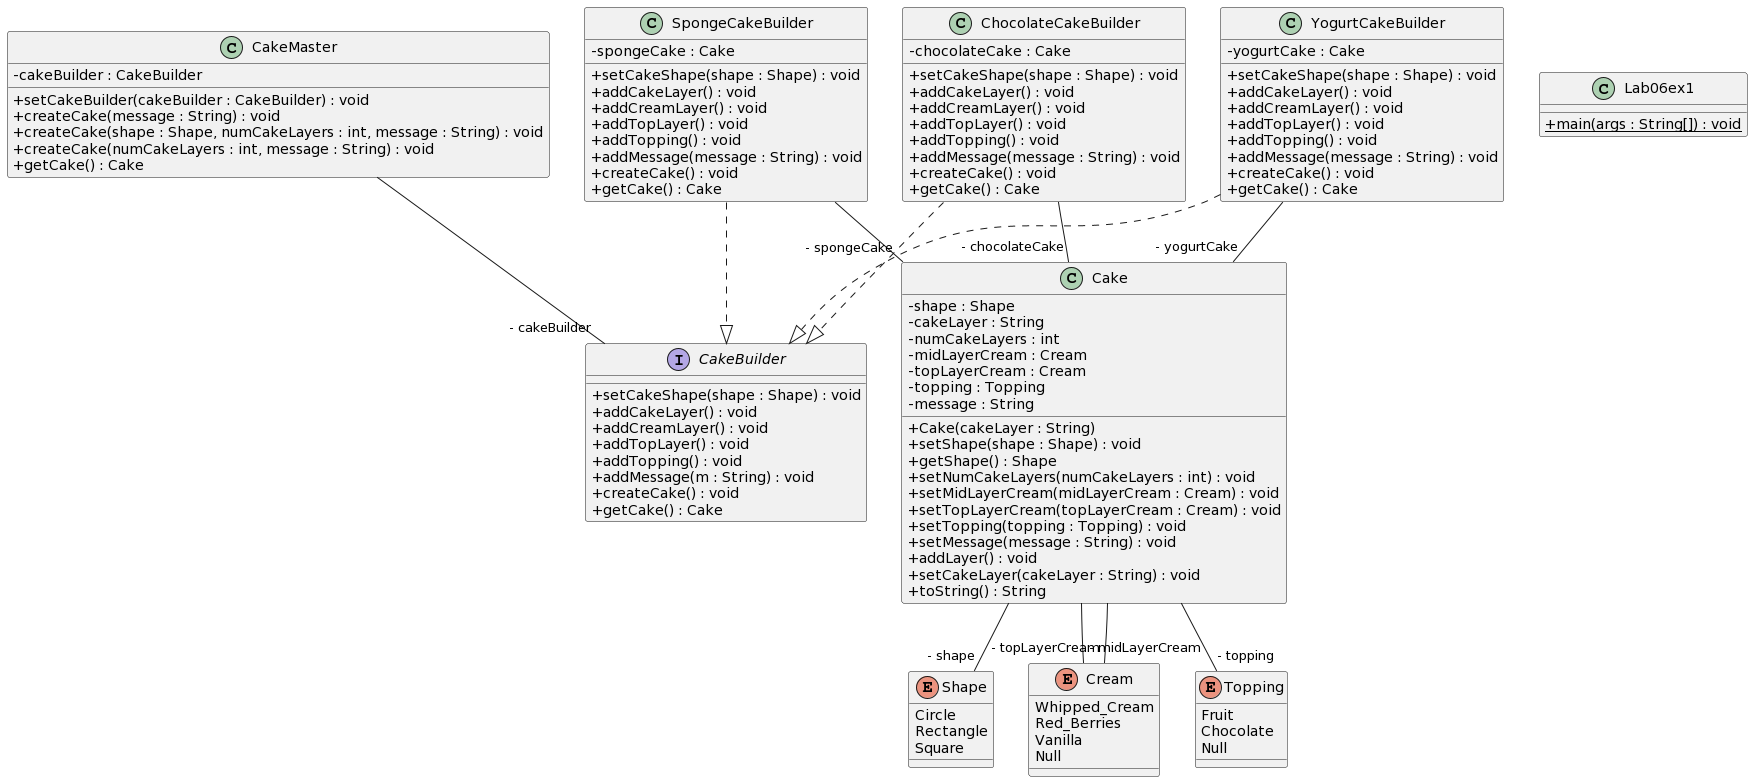 C CakeMaster
-cakeBuilder : CakeBuilder
+setCakeBuilder(cakeBuilder : CakeBuilder) : void
+createCake(message : String) : void
+createCake(shape : Shape, numCakeLayers : int, message : String) : void
+createCake(numCakeLayers : int, message : String) : void
+getCake() : Cake
C SpongeCakeBuilder
-spongeCake : Cake
+setCakeShape(shape : Shape) : void
+addCakeLayer() : void
+addCreamLayer() : void
+addTopLayer() : void
+addTopping() : void
+addMessage(message : String) : void
+createCake() : void
+getCake() : Cake
C ChocolateCakeBuilder
-chocolateCake : Cake
+setCakeShape(shape : Shape) : void
+addCakeLayer() : void
+addCreamLayer() : void
+addTopLayer() : void
+addTopping() : void
+addMessage(message : String) : void
+createCake() : void
+getCake() : Cake
C YogurtCakeBuilder
-yogurtCake : Cake
+setCakeShape(shape : Shape) : void
+addCakeLayer() : void
+addCreamLayer() : void
+addTopLayer() : void
+addTopping() : void
+addMessage(message : String) : void
+createCake() : void
+getCake() : Cake
C Lab06ex1
+main(args : String[]) : void
- spongeCake
- chocolateCake
- yogurtCake
- cakeBuilder
I CakeBuilder
+setCakeShape(shape : Shape) : void
+addCakeLayer() : void
+addCreamLayer() : void
+addTopLayer() : void
+addTopping() : void
+addMessage(m : String) : void
+createCake() : void
+getCake() : Cake
C Cake
-shape : Shape
-cakeLayer : String
-numCakeLayers : int
-midLayerCream : Cream
-topLayerCream : Cream
-topping : Topping
-message : String
+Cake(cakeLayer : String)
+setShape(shape : Shape) : void
+getShape() : Shape
+setNumCakeLayers(numCakeLayers : int) : void
+setMidLayerCream(midLayerCream : Cream) : void
+setTopLayerCream(topLayerCream : Cream) : void
+setTopping(topping : Topping) : void
+setMessage(message : String) : void
+addLayer() : void
+setCakeLayer(cakeLayer : String) : void
+toString() : String
- shape
- topLayerCream
- midLayerCream
- topping
E Shape
Circle
Rectangle
Square
E Cream
Whipped_Cream
Red_Berries
Vanilla
Null
E Topping
Fruit
Chocolate
Null